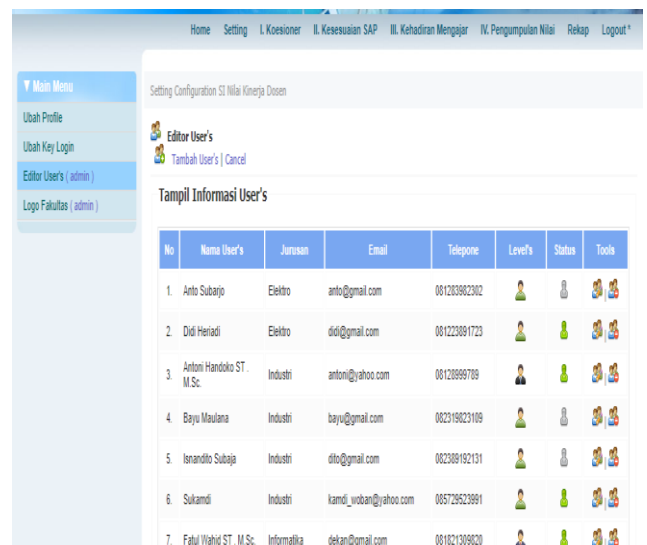 Home Setting I. Koesioner II. Kesesuaian SAP III. Kehadiran Mengajar IV. Pengumpulan Nilai Rekap Logout *
▼ Main Menu
Ubah Profile
Ubah Key Login
Editor User's ( admin )
Logo Fakultas ( admin )
Setting Configuration SI Nilai Kinerja Dosen
Editor User's
Tambah User's | Cancel
Tampil Informasi User's
No Nama User's Jurusan Email Telepone Level's Status Tools
1. Anto Subarjo Elektro anto@gmail.com 081283982302 |
2. Didi Heriadi Elektro didi@gmail.com 081223891723 |
3. Antoni Handoko ST . M.Sc. Industri antoni@yahoo.com 08128999789 |
4. Bayu Maulana Industri bayu@gmail.com 082319823109 |
5. Isnandito Subaja Industri dito@gmail.com 082389192131 |
6. Sukamdi Industri kamdi_woban@yahoo.com 085729523991 |
7. Fatul Wahid ST . M.Sc. Informatika dekan@gmail.com 081821309820 |